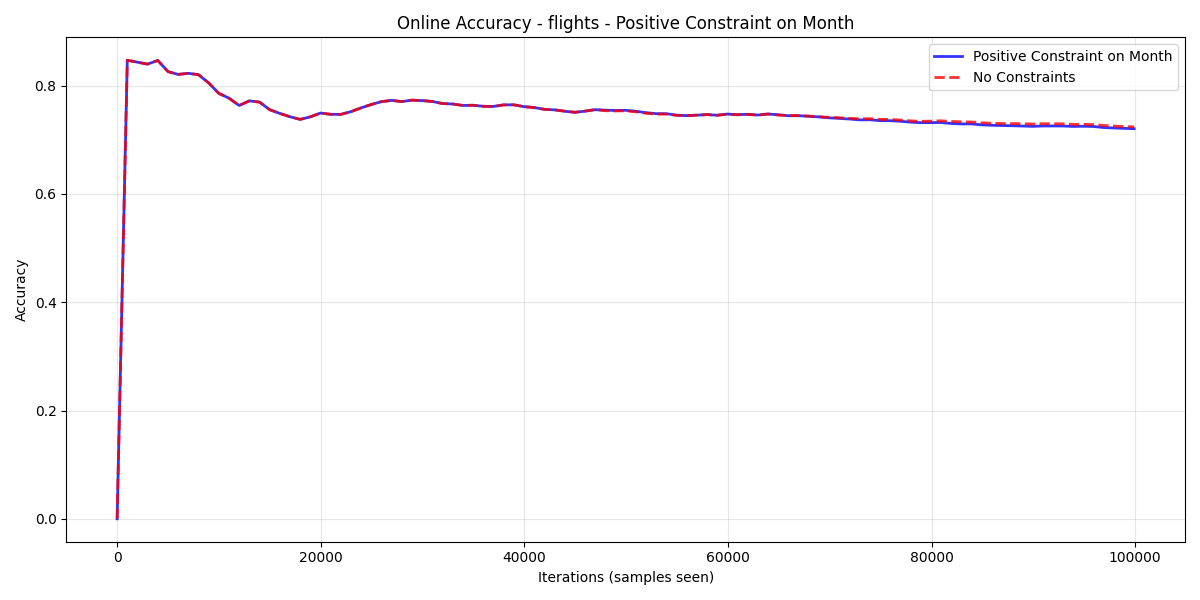 Online Accuracy - flights - Positive Constraint on Month
Positive Constraint on Month
No Constraints
Accuracy
0.8
0.6
0.4
0.2
0.0
0
20000
40000
60000
80000
100000
Iterations (samples seen)